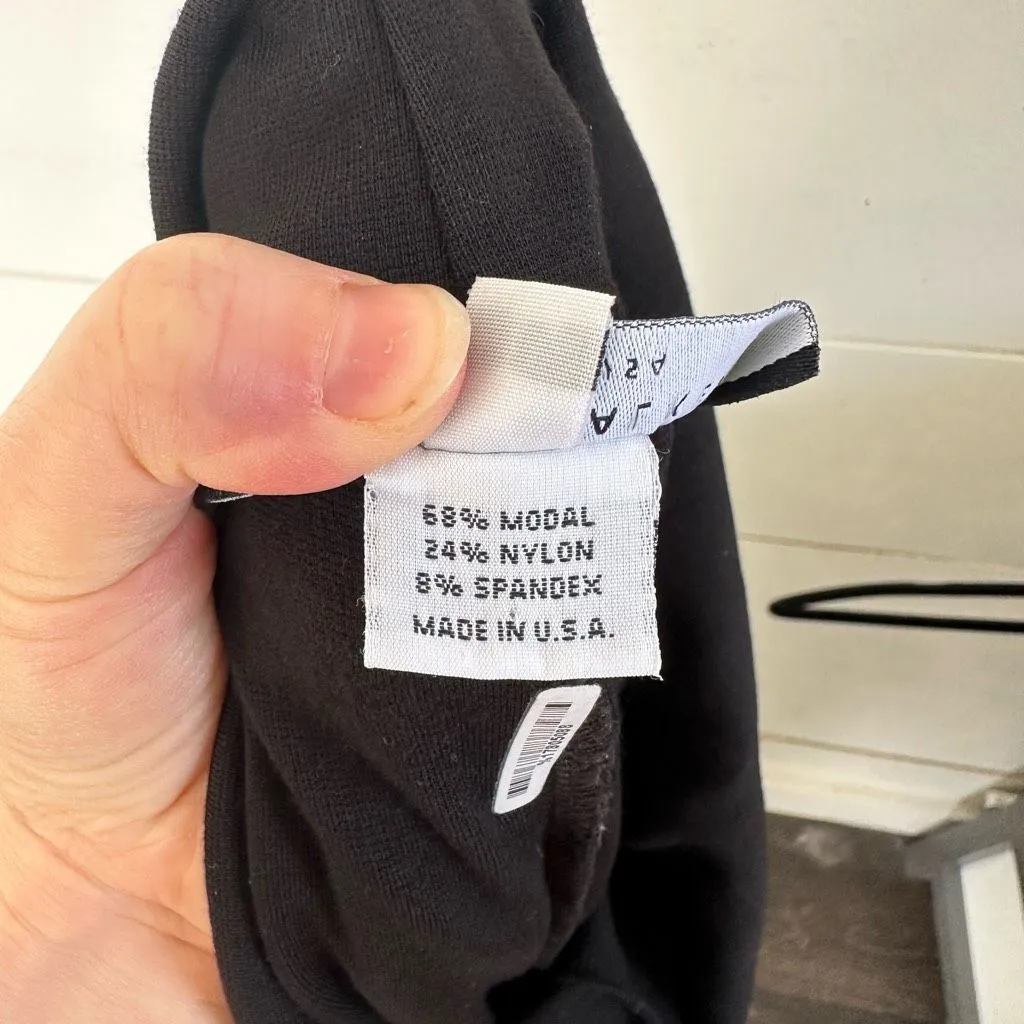 68% MODAL
24% NYLON
8% SPANDEX
MADE IN U.S.A.